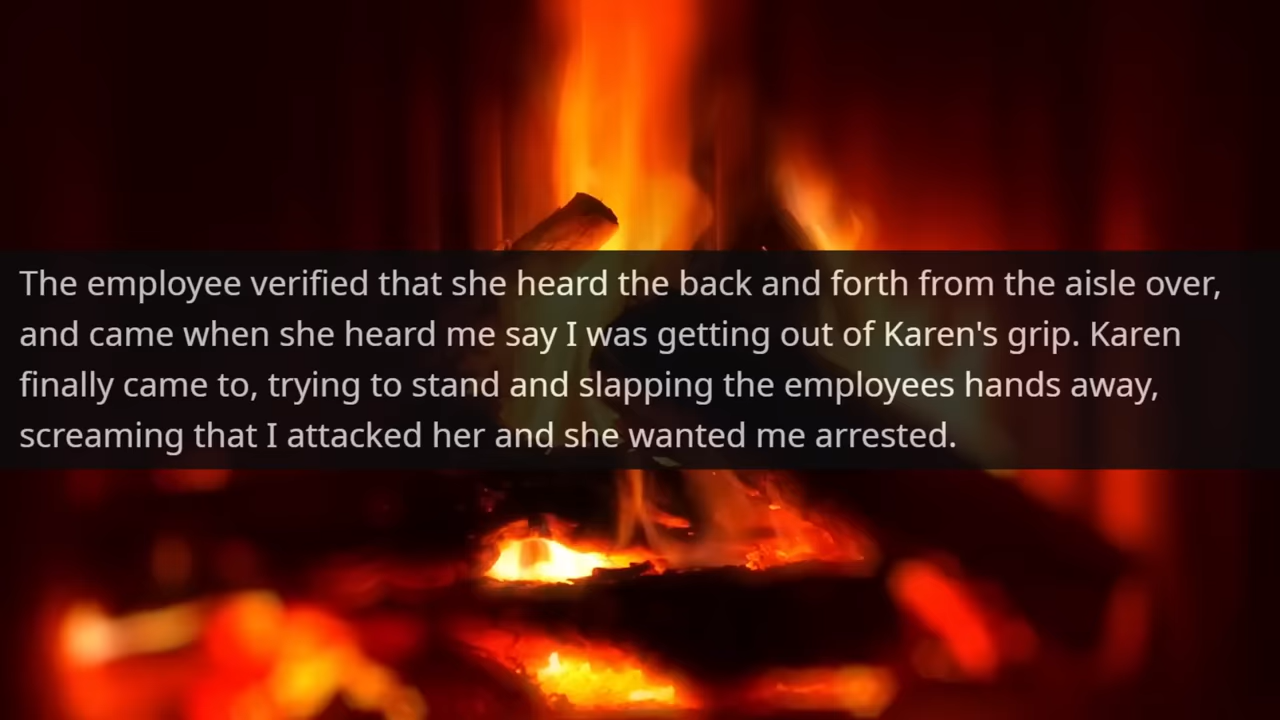 The employee verified that she heard the back and forth from the aisle over,
and came when she heard me say I was getting out of Karen's grip. Karen
finally came to, trying to stand and slapping the employees hands away,
screaming that I attacked her and she wanted me arrested.